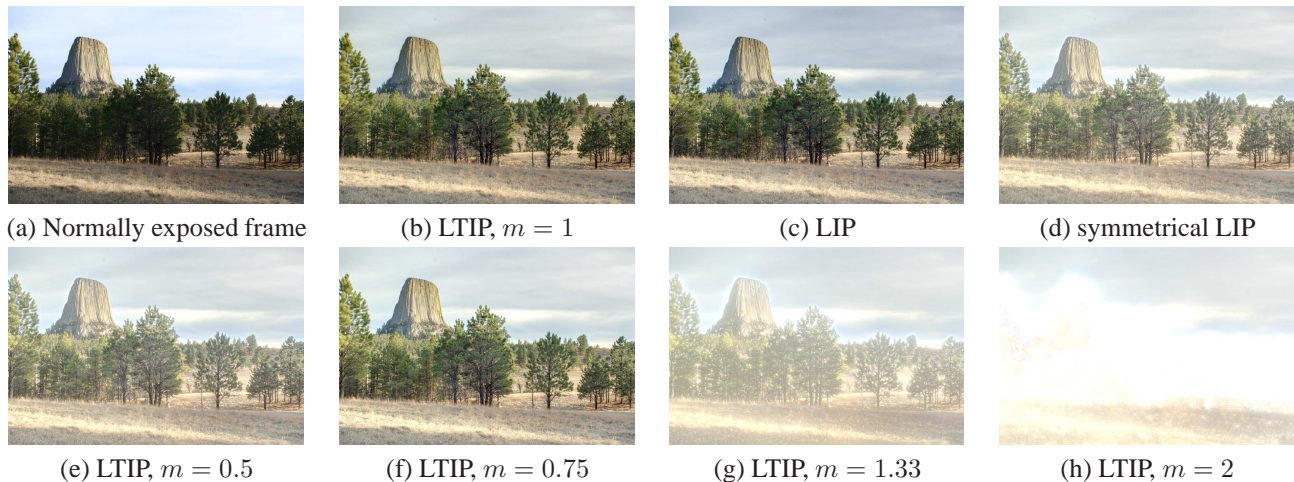 (a) Normally exposed frame
(b) LTIP, m = 1
(c) LIP
(d) symmetrical LIP
(e) LTIP, m = 0.5
(f) LTIP, m = 0.75
(g) LTIP, m = 1.33
(h) LTIP, m = 2